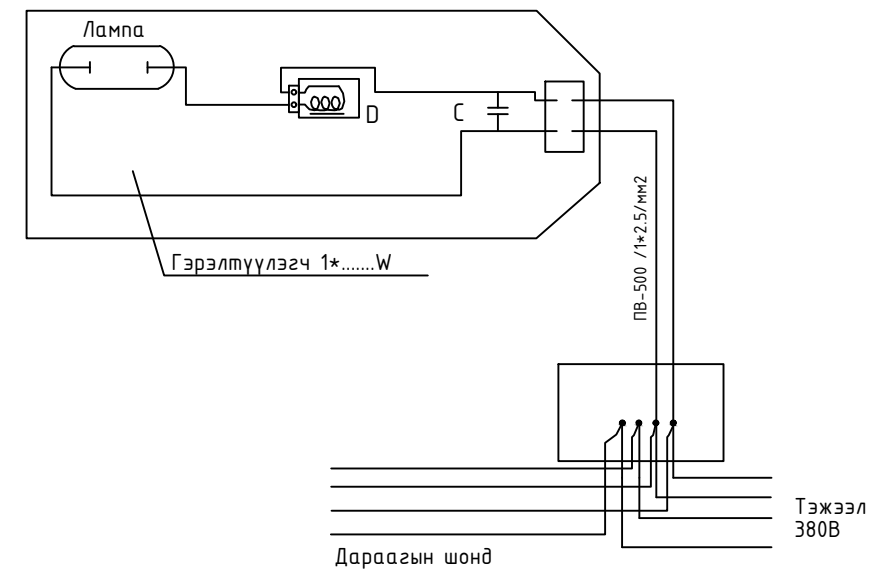 Лампа
D
C
ПВ-500 /1*2.5/мм2
Гэрэлтүүлэгч 1*.......W
Тэжээл
380В
Дараагын шонд